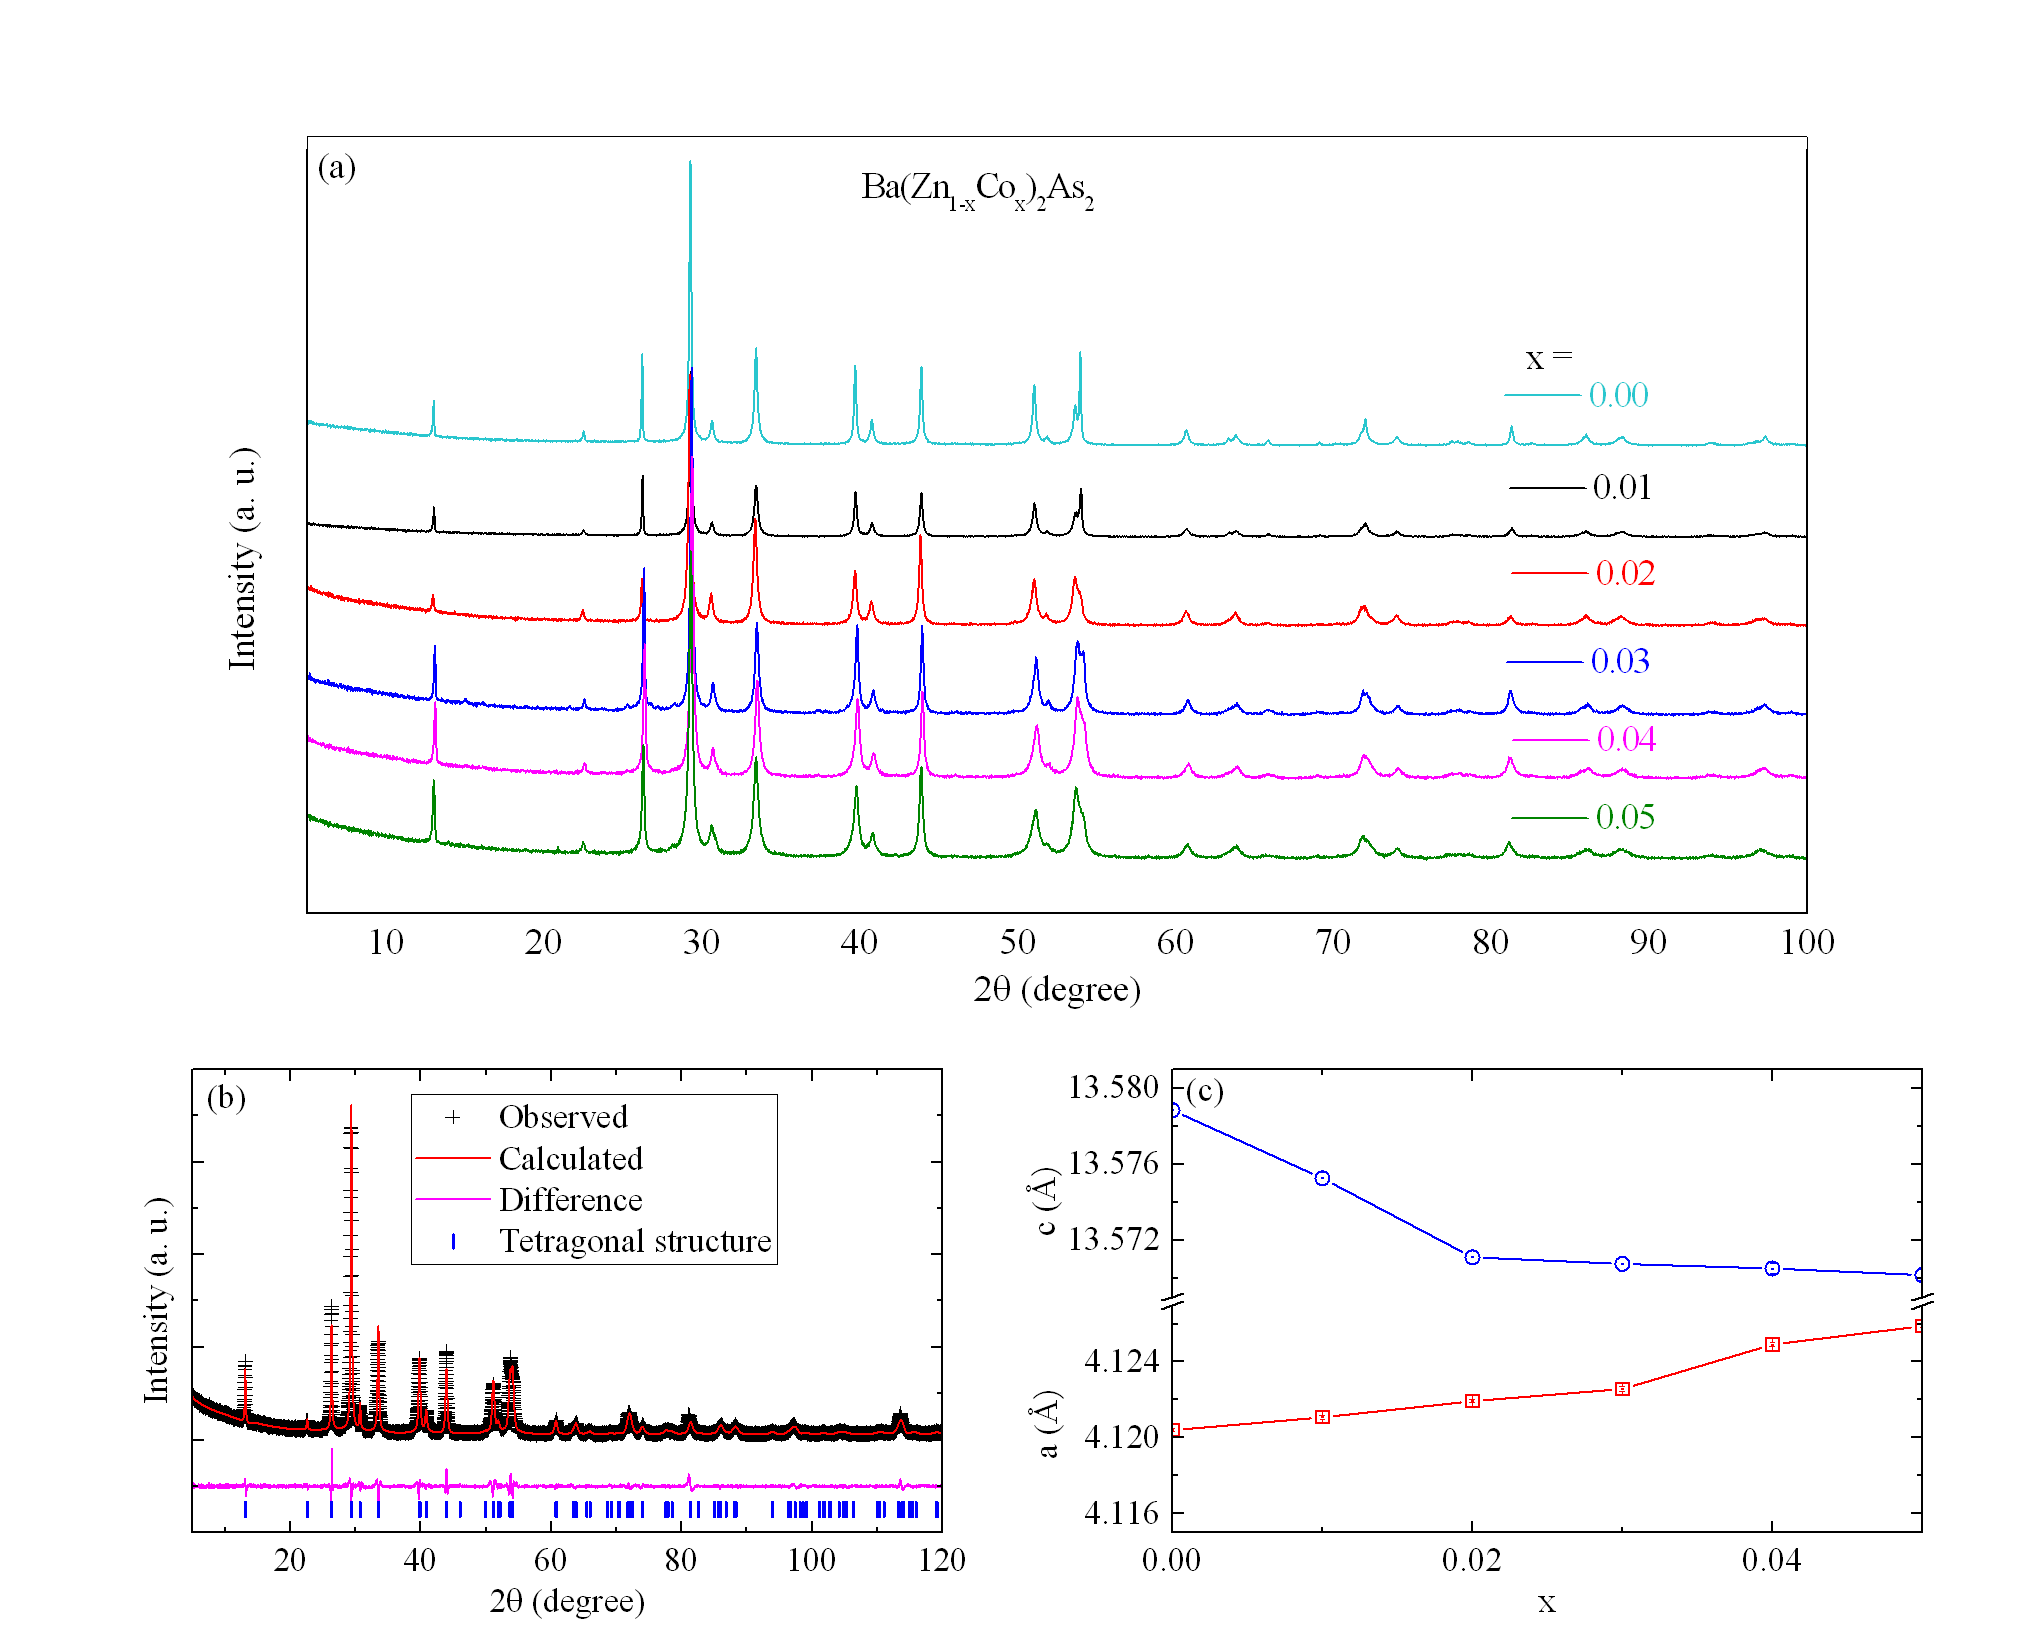 (a)
Ba(Zn1-xCox)2As2
x =
0.00
0.01
0.02
0.03
0.04
0.05
Intensity (a. u.)
10 20 30 40 50 60 70 80 90 100
2θ (degree)
(b)
Observed
Calculated
Difference
Tetragonal structure
Intensity (a. u.)
20 40 60 80 100 120
2θ (degree)
(c)
13.580
13.576
13.572
c (Å)
4.124
4.120
4.116
a (Å)
0.00 0.02 0.04
x